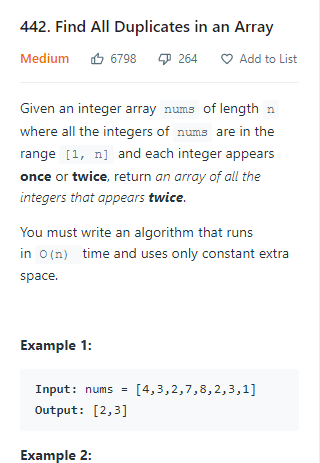 442. Find All Duplicates in an Array
Medium 6798 264 Add to List
Given an integer array nums of length n
where all the integers of nums are in the
range [1, n] and each integer appears
once or twice, return an array of all the
integers that appears twice.
You must write an algorithm that runs
in O(n) time and uses only constant extra
space.
Example 1:
Input: nums = [4,3,2,7,8,2,3,1]
Output: [2,3]
Example 2: